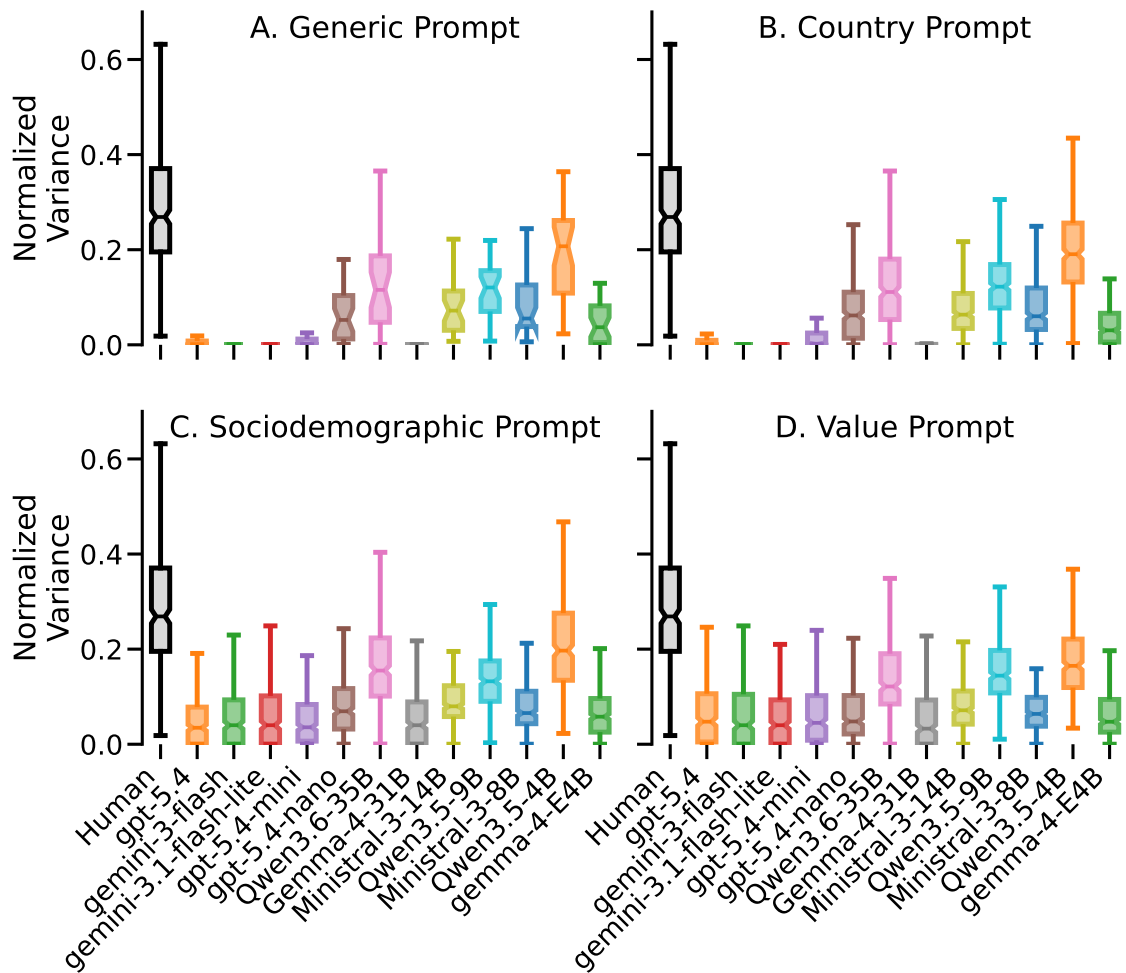 A. Generic Prompt
B. Country Prompt
Normalized
Variance
0.6
0.4
0.2
0.0
C. Sociodemographic Prompt
D. Value Prompt
Normalized
Variance
0.6
0.4
0.2
0.0
Human
gpt-5.4
gemini-3-flash
gemini-3.1-flash-lite
gpt-5.4-mini
gpt-5.4-nano
Qwen3.6-35B
Gemma-4-31B
Ministral-3-14B
Qwen3.5-9B
Ministral-3-8B
Qwen3.5-4B
gemma-4-E4B
Human
gpt-5.4
gemini-3-flash
gemini-3.1-flash-lite
gpt-5.4-mini
gpt-5.4-nano
Qwen3.6-35B
Gemma-4-31B
Ministral-3-14B
Qwen3.5-9B
Ministral-3-8B
Qwen3.5-4B
gemma-4-E4B